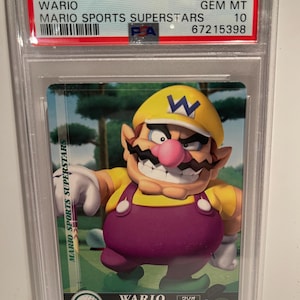 WARIO GEM MT
MARIO SPORTS SUPERSTARS 10
PSA 67215398
W
MARIO SPORTS SUPERSTARS
WARIO